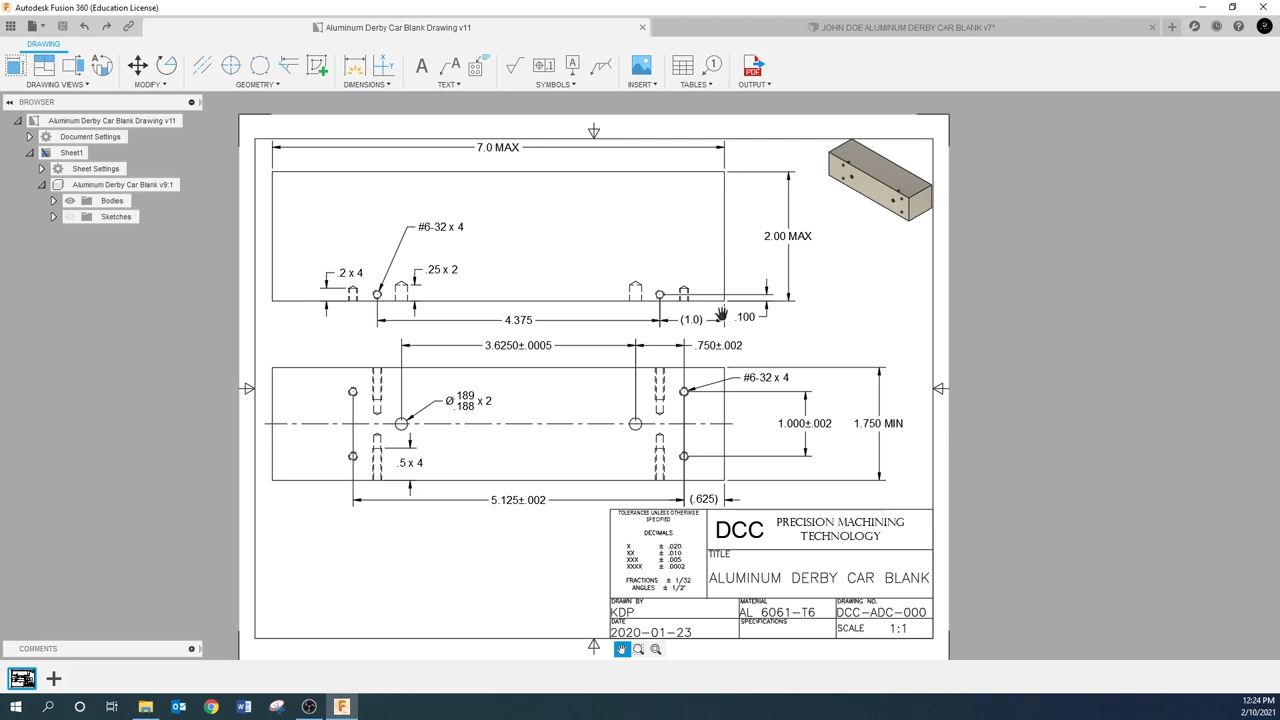 Autodesk Fusion 360 (Education License)
Aluminum Derby Car Blank Drawing v11
JOHN DOE ALUMINUM DERBY CAR BLANK v7*
DRAWING
DRAWING VIEWS
MODIFY
GEOMETRY
DIMENSIONS
TEXT
SYMBOLS
INSERT
TABLES
OUTPUT
PDF
BROWSER
Aluminum Derby Car Blank Drawing v11
Document Settings
Sheet1
Sheet Settings
Aluminum Derby Car Blank v9:1
Bodies
Sketches
7.0 MAX
#6-32 x 4
2.00 MAX
.2 x 4
.25 x 2
4.375
(1.0)
.100
3.6250±.0005
.750±.002
#6-32 x 4
Ø .189 x 2
.188
1.000±.002
1.750 MIN
.5 x 4
5.125±.002
(.625)
TOLERANCES UNLESS OTHERWISE
SPECIFIED
DECIMALS
X ± .020
XX ± .010
XXX ± .005
XXXX ± .0002
FRACTIONS ± 1/32
ANGLES ± 1/2°
DCC
PRECISION MACHINING
TECHNOLOGY
TITLE
ALUMINUM DERBY CAR BLANK
DRAWN BY
KDP
MATERIAL
AL 6061-T6
DRAWING NO.
DCC-ADC-000
DATE
2020-01-23
SPECIFICATIONS
SCALE 1:1
COMMENTS
12:24 PM
2/10/2021